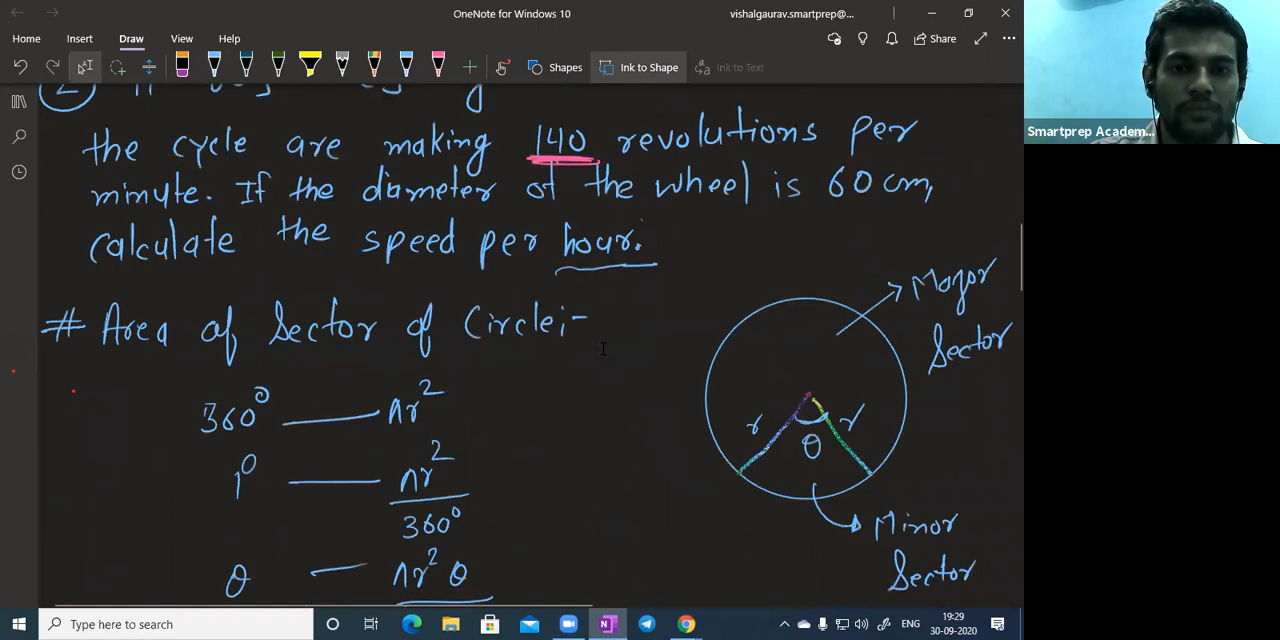 OneNote for Windows 10
vishalgaurav.smartprep@...
Home Insert Draw View Help
Share
Shapes
Ink to Shape
Ink to Text
Smartprep Academ...
2
the cycle are making 140 revolutions per
minute. If the diameter of the wheel is 60 cm,
calculate the speed per hour.
# Area of Sector of Circle:-
360° — πr²
1° — πr²
360°
θ — πr² θ
Major
Sector
r r
θ
Minor
Sector
Type here to search
ENG
19:29
30-09-2020